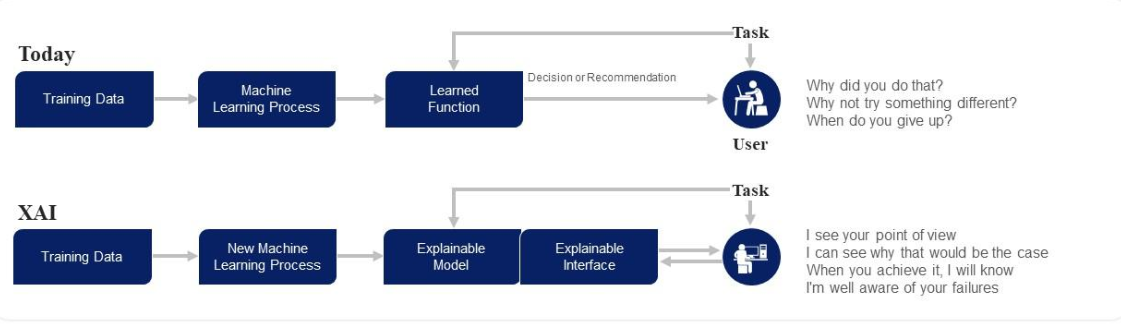 Task
Today
Training Data
Machine
Learning Process
Learned
Function
Decision or Recommendation
Why did you do that?
Why not try something different?
When do you give up?
User
Task
XAI
Training Data
New Machine
Learning Process
Explainable
Model
Explainable
Interface
I see your point of view
I can see why that would be the case
When you achieve it, I will know
I'm well aware of your failures